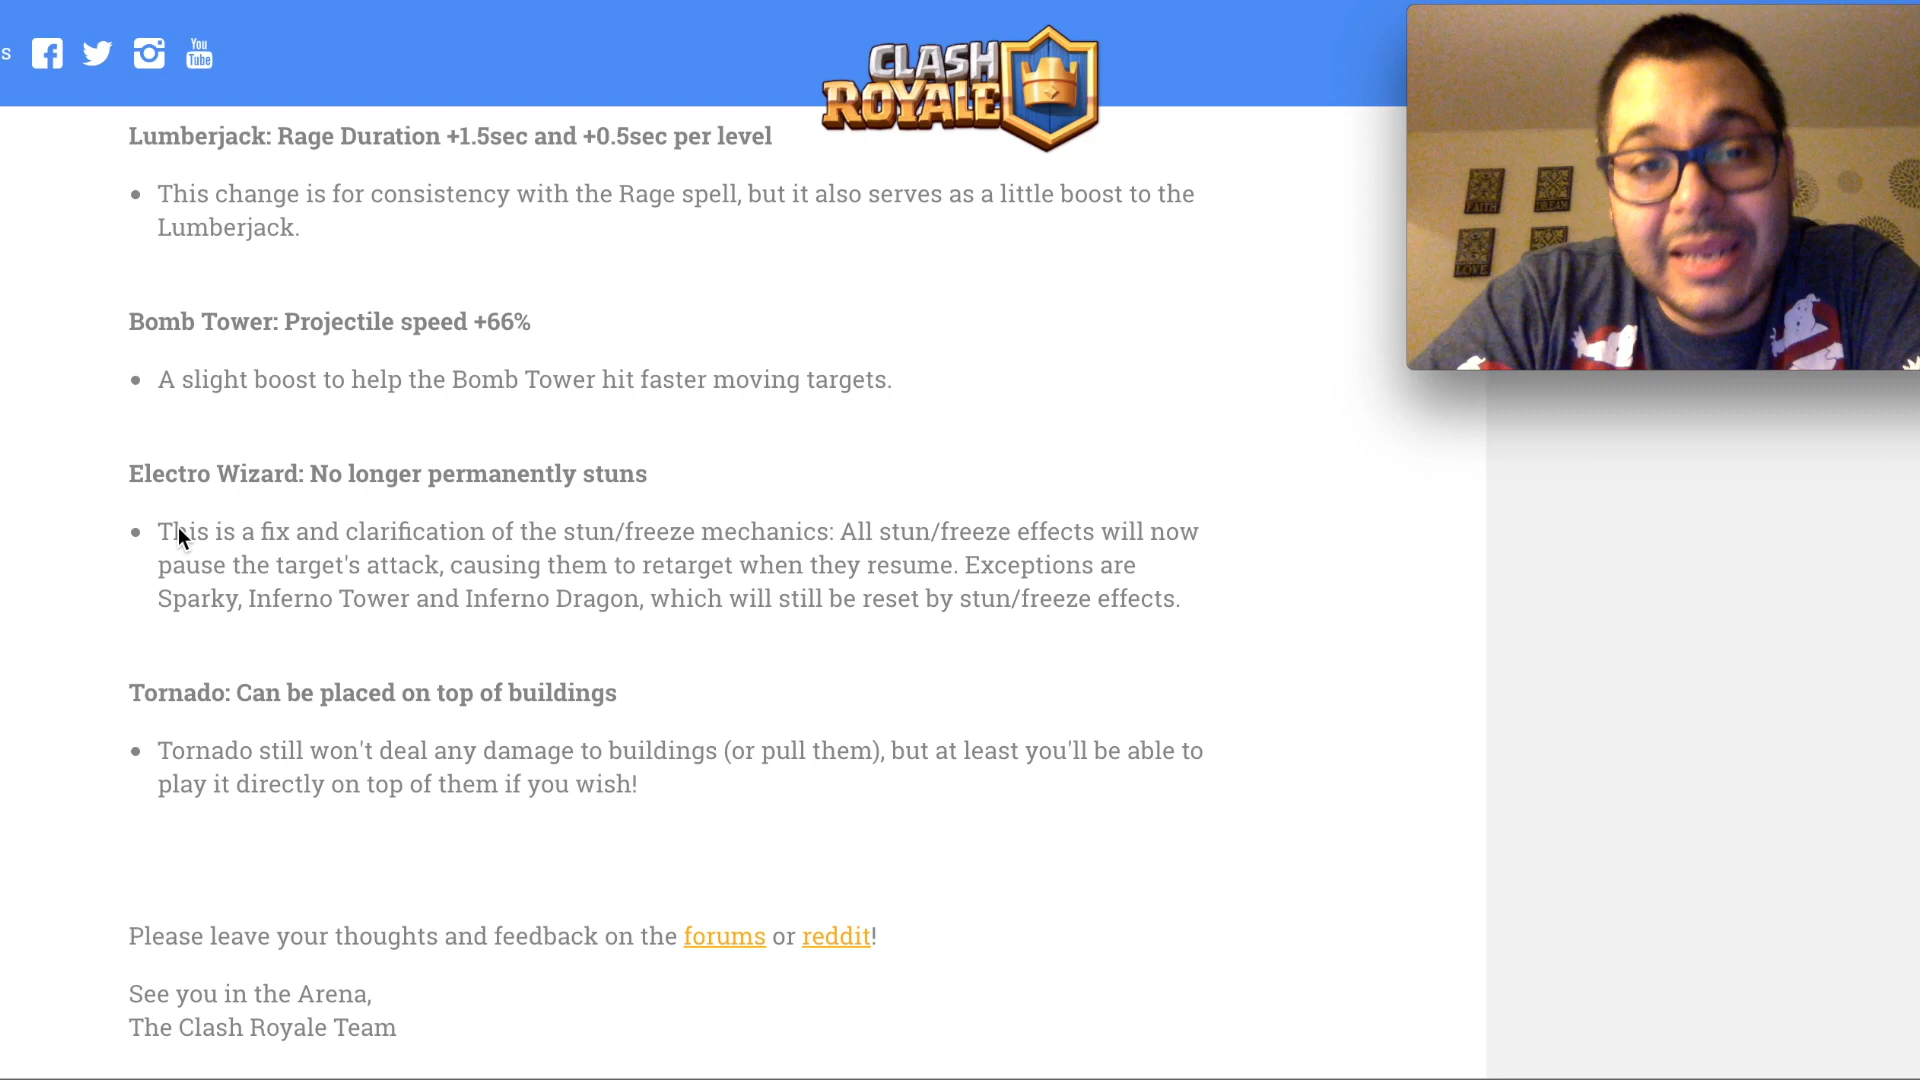 s
You
Tube
CLASH
ROYALE
Lumberjack: Rage Duration +1.5sec and +0.5sec per level
This change is for consistency with the Rage spell, but it also serves as a little boost to the
Lumberjack.
Bomb Tower: Projectile speed +66%
A slight boost to help the Bomb Tower hit faster moving targets.
Electro Wizard: No longer permanently stuns
This is a fix and clarification of the stun/freeze mechanics: All stun/freeze effects will now
pause the target's attack, causing them to retarget when they resume. Exceptions are
Sparky, Inferno Tower and Inferno Dragon, which will still be reset by stun/freeze effects.
Tornado: Can be placed on top of buildings
Tornado still won't deal any damage to buildings (or pull them), but at least you'll be able to
play it directly on top of them if you wish!
Please leave your thoughts and feedback on the forums or reddit!
See you in the Arena,
The Clash Royale Team
FAITH
DREAM
LOVE